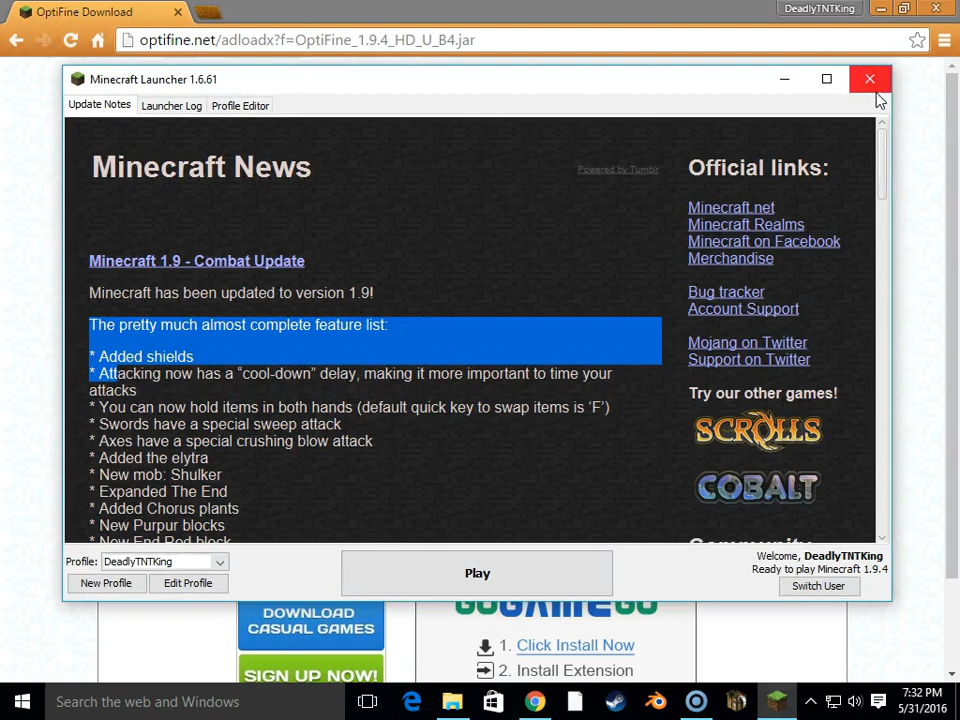 OptiFine Download
DeadlyTNTKing
optifine.net/adloadx?f=OptiFine_1.9.4_HD_U_B4.jar
Minecraft Launcher 1.6.61
Update Notes Launcher Log Profile Editor
Minecraft News
Powered by Tumblr
Minecraft 1.9 - Combat Update
Minecraft has been updated to version 1.9!
The pretty much almost complete feature list:
* Added shields
* Attacking now has a “cool-down” delay, making it more important to time your
attacks
* You can now hold items in both hands (default quick key to swap items is ‘F’)
* Swords have a special sweep attack
* Axes have a special crushing blow attack
* Added the elytra
* New mob: Shulker
* Expanded The End
* Added Chorus plants
* New Purpur blocks
* New End Rod block
Official links:
Minecraft.net
Minecraft Realms
Minecraft on Facebook
Merchandise
Bug tracker
Account Support
Mojang on Twitter
Support on Twitter
Try our other games!
SCROLLS
COBALT
Community
Profile: DeadlyTNTKing
New Profile Edit Profile
Play
Welcome, DeadlyTNTKing
Ready to play Minecraft 1.9.4
Switch User
DOWNLOAD
CASUAL GAMES
SIGN UP NOW!
GOGAMEGO
1. Click Install Now
2. Install Extension
Search the web and Windows
7:32 PM
5/31/2016